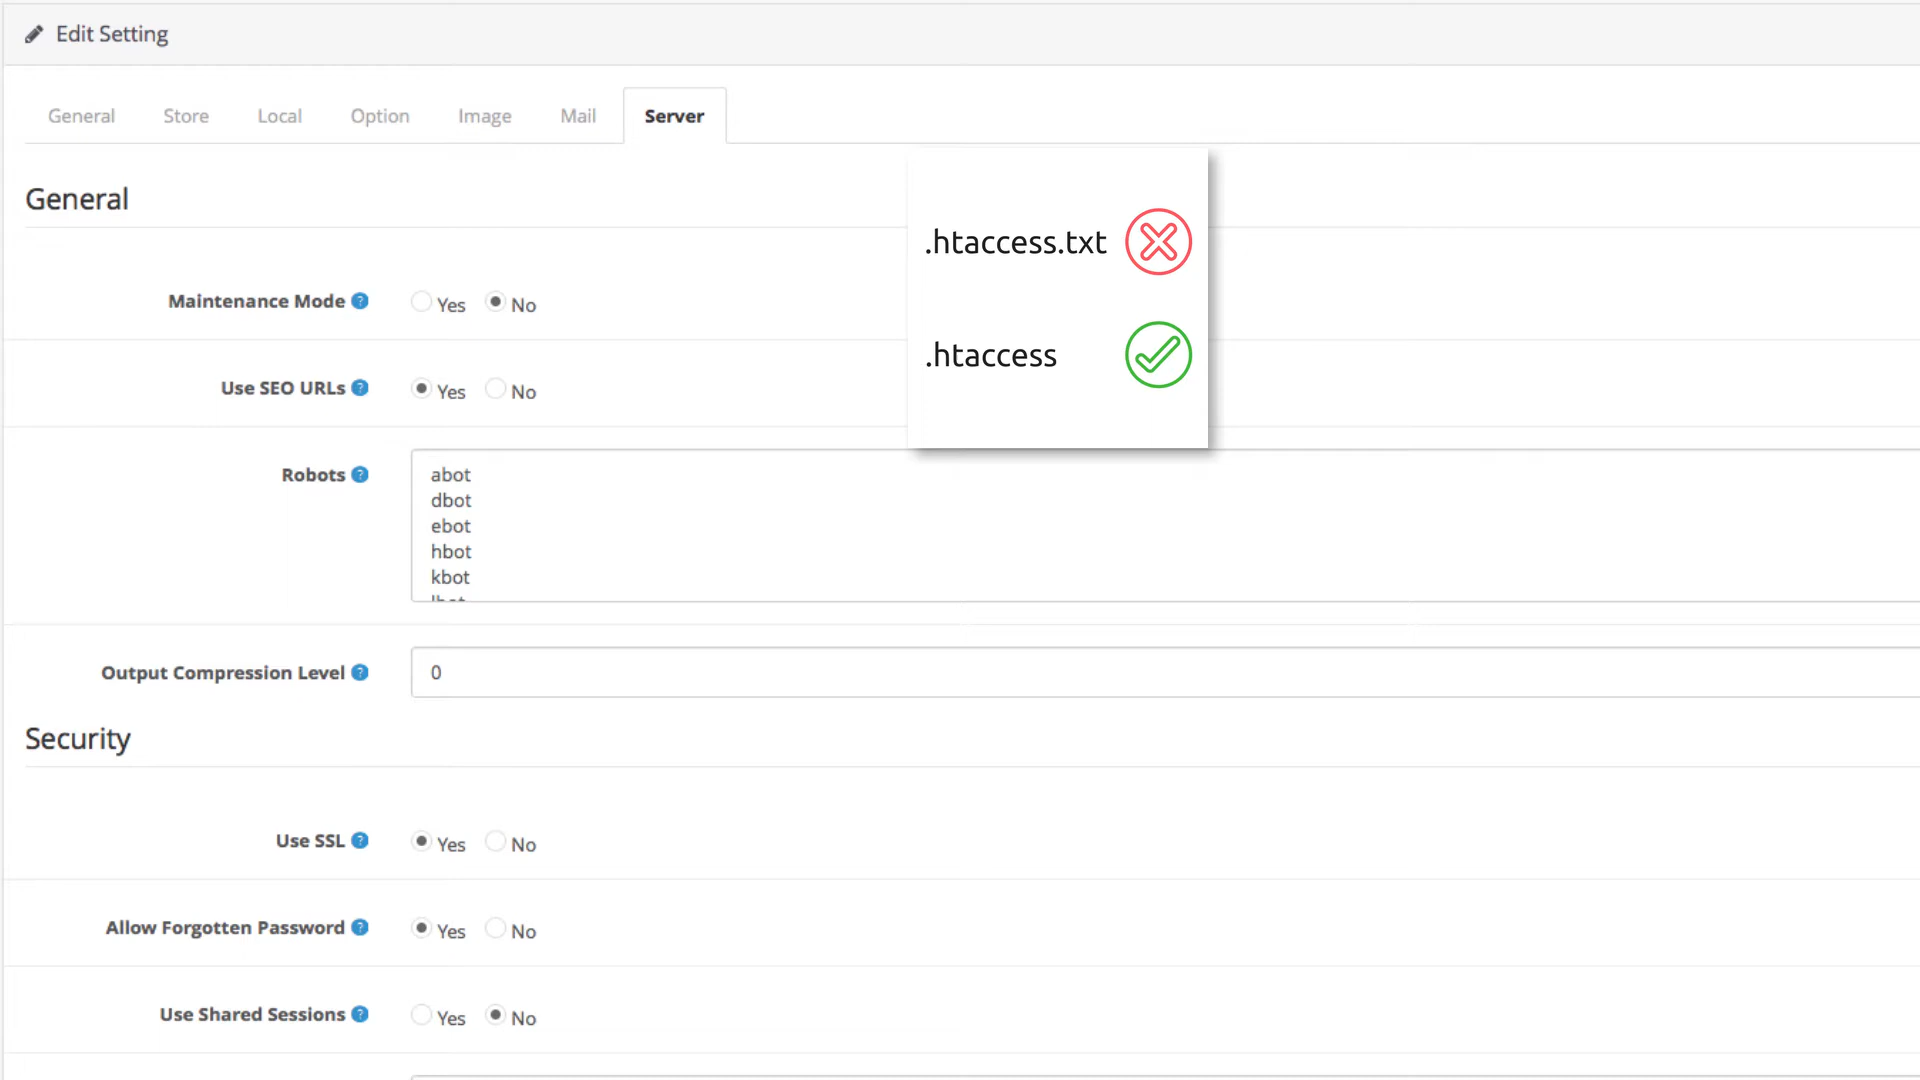 Edit Setting
General Store Local Option Image Mail Server
General
.htaccess.txt
Maintenance Mode ? Yes No
.htaccess
Use SEO URLs ? Yes No
Robots ?
abot
dbot
ebot
hbot
kbot
Output Compression Level ? 0
Security
Use SSL ? Yes No
Allow Forgotten Password ? Yes No
Use Shared Sessions ? Yes No